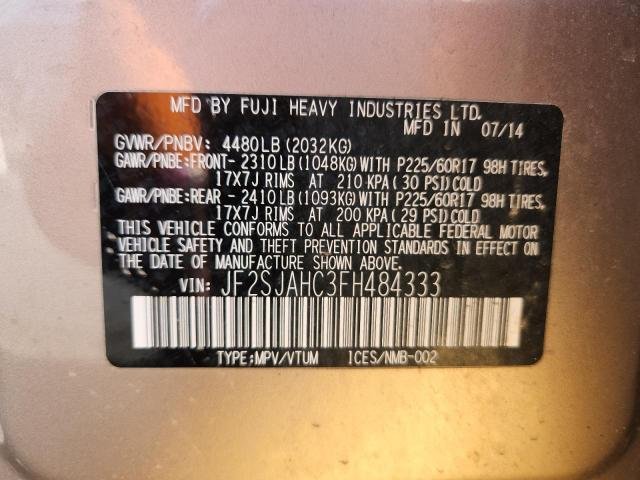 MFD BY FUJI HEAVY INDUSTRIES LTD.
MFD IN 07/14
GVWR/PNBV: 4480LB(2032KG)
GAWR/PNBE:FRONT- 2310LB(1048KG)WITH P225/60R17 98H TIRES,
17X7J RIMS AT 210KPA(30 PSI)COLD
GAWR/PNBE:REAR - 2410LB(1093KG)WITH P225/60R17 98H TIRES,
17X7J RIMS AT 200KPA(29 PSI)COLD
THIS VEHICLE CONFORMS TO ALL APPLICABLE FEDERAL MOTOR
VEHICLE SAFETY AND THEFT PREVENTION STANDARDS IN EFFECT ON
THE DATE OF MANUFACTURE SHOWN ABOVE.
VIN: JF2SJAHC3FH484333
TYPE:MPV/VTUM ICES/NMB-002